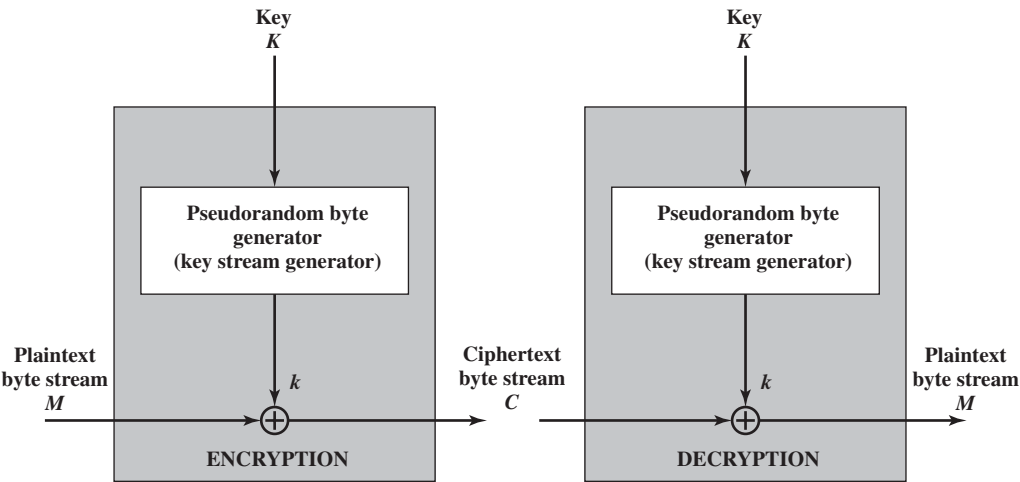 Key
K
Pseudorandom byte
generator
(key stream generator)
Plaintext
byte stream
M
k
ENCRYPTION
Ciphertext
byte stream
C
Key
K
Pseudorandom byte
generator
(key stream generator)
k
DECRYPTION
Plaintext
byte stream
M